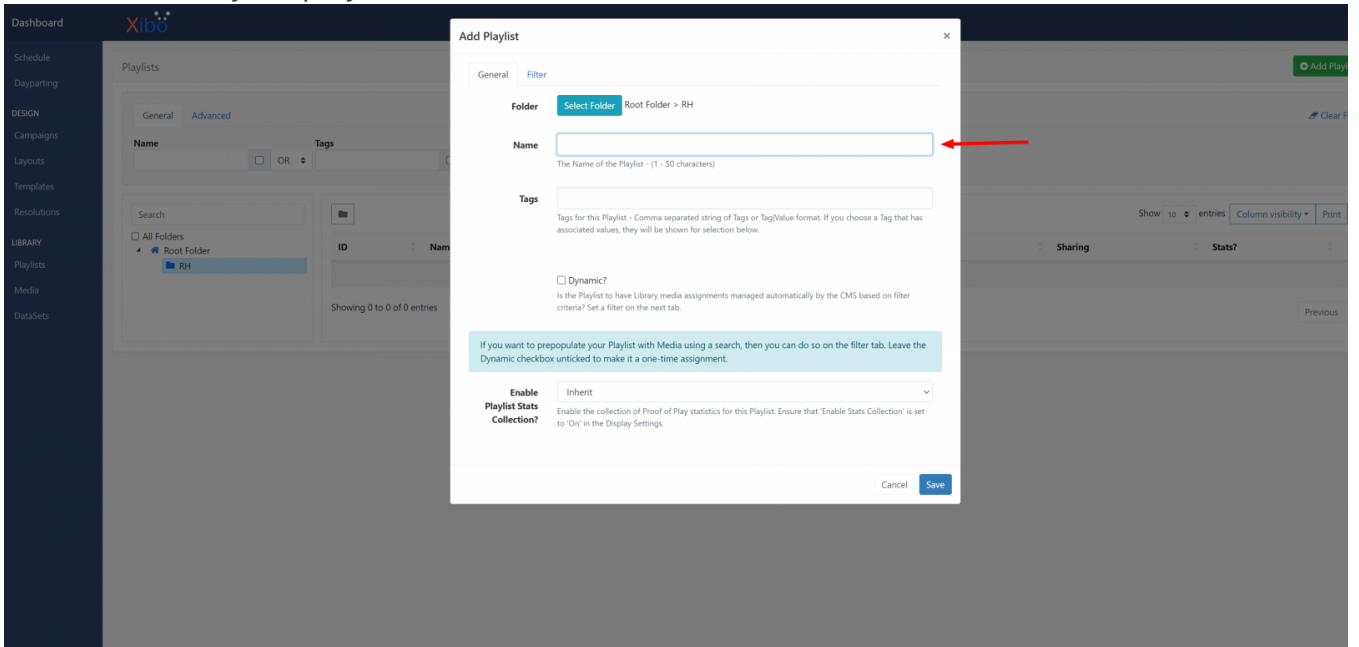 Dashboard
Xibo
Schedule
Dayparting
DESIGN
Campaigns
Layouts
Templates
Resolutions
LIBRARY
Playlists
Media
DataSets
Playlists
Add Playl
General Advanced
Clear F
Name
Tags
OR
Search
All Folders
Root Folder
RH
Show 10 entries Column visibility Print
ID Nam Sharing Stats?
Showing 0 to 0 of 0 entries
Previous
Add Playlist ×
General Filter
Folder Select Folder Root Folder > RH
Name
The Name of the Playlist - (1 - 50 characters)
Tags
Tags for this Playlist - Comma separated string of Tags or Tag|Value format. If you choose a Tag that has
associated values, they will be shown for selection below.
Dynamic?
Is the Playlist to have Library media assignments managed automatically by the CMS based on filter
criteria? Set a filter on the next tab.
If you want to prepopulate your Playlist with Media using a search, then you can do so on the filter tab. Leave the
Dynamic checkbox unticked to make it a one-time assignment.
Enable
Playlist Stats
Collection?
Inherit
Enable the collection of Proof of Play statistics for this Playlist. Ensure that 'Enable Stats Collection' is set
to 'On' in the Display Settings.
Cancel Save